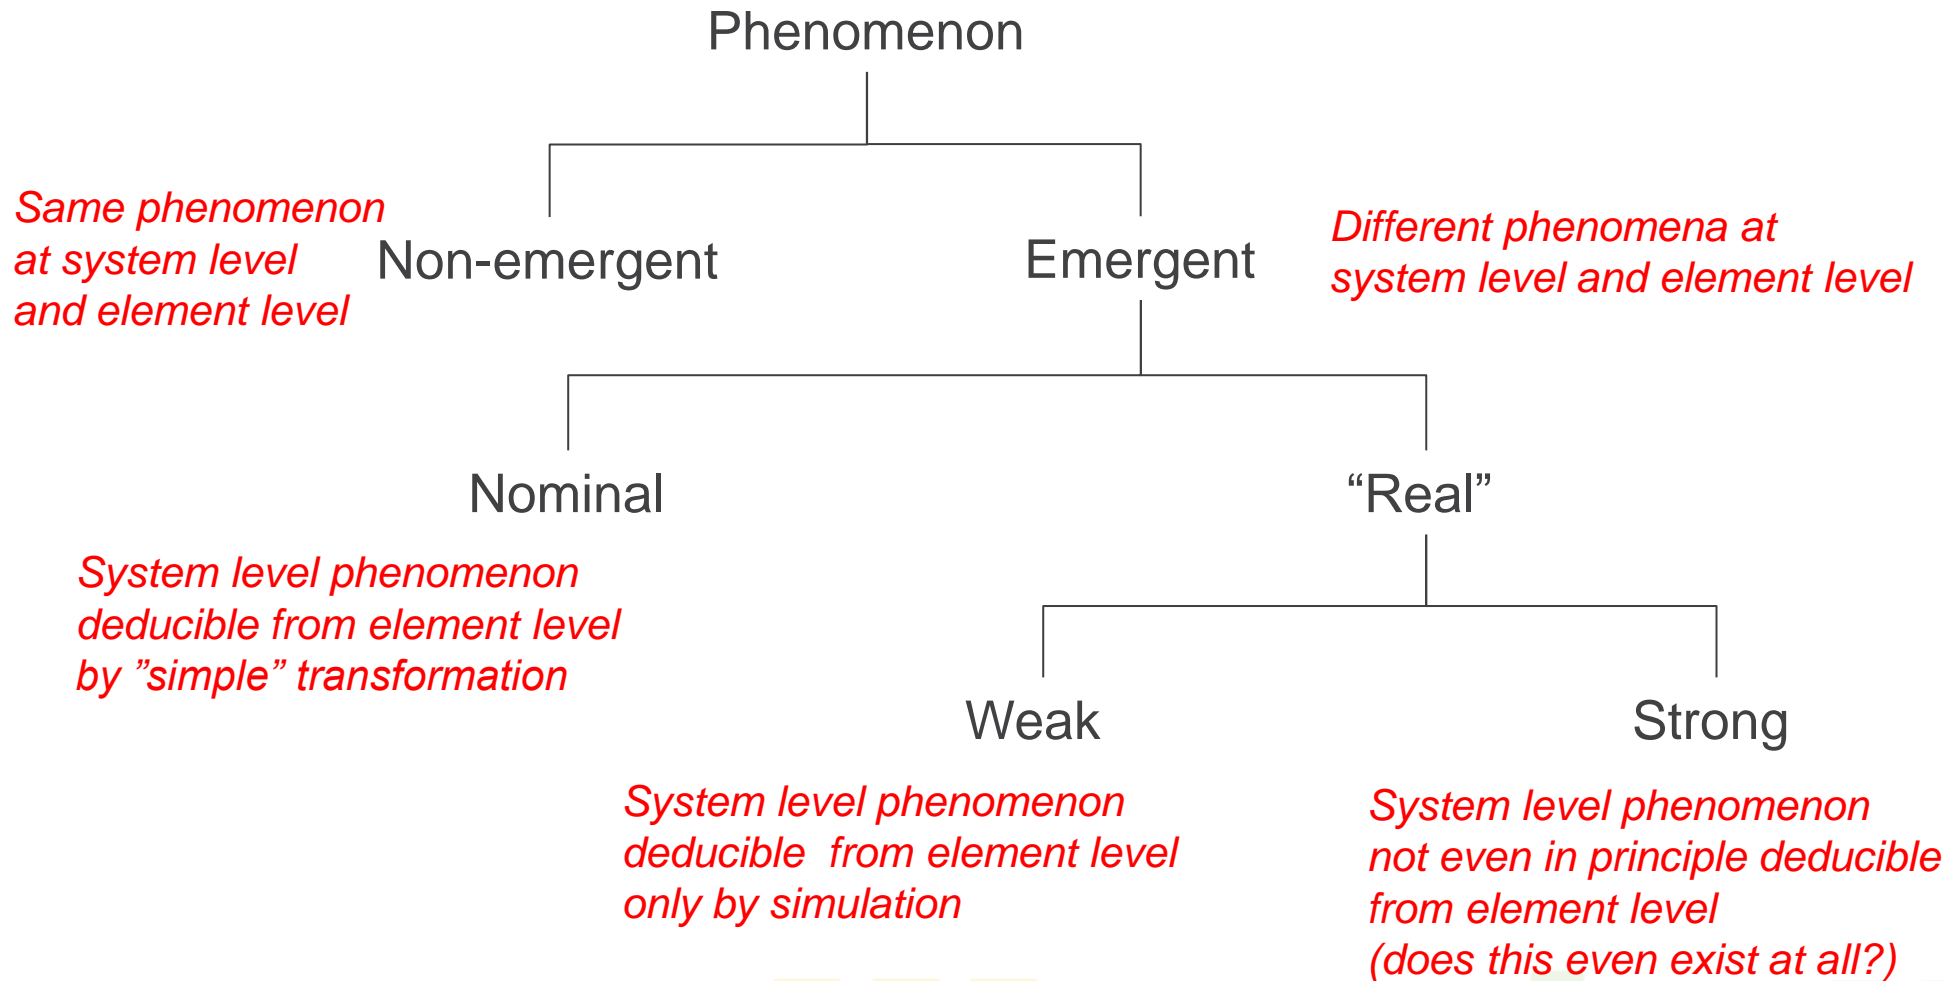 Phenomenon
Same phenomenon
at system level
and element level
Non-emergent
Emergent
Different phenomena at
system level and element level
Nominal
“Real”
System level phenomenon
deducible from element level
by ”simple” transformation
Weak
Strong
System level phenomenon
deducible  from element level
only by simulation
System level phenomenon
not even in principle deducible
from element level
(does this even exist at all?)